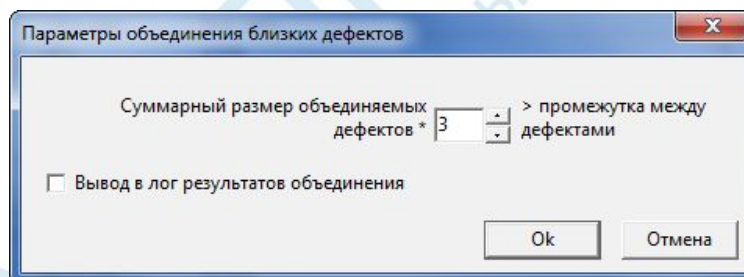 Параметры объединения близких дефектов
Суммарный размер объединяемых 3 > промежутка между
дефектов * дефектами
Вывод в лог результатов объединения
Ok Отмена